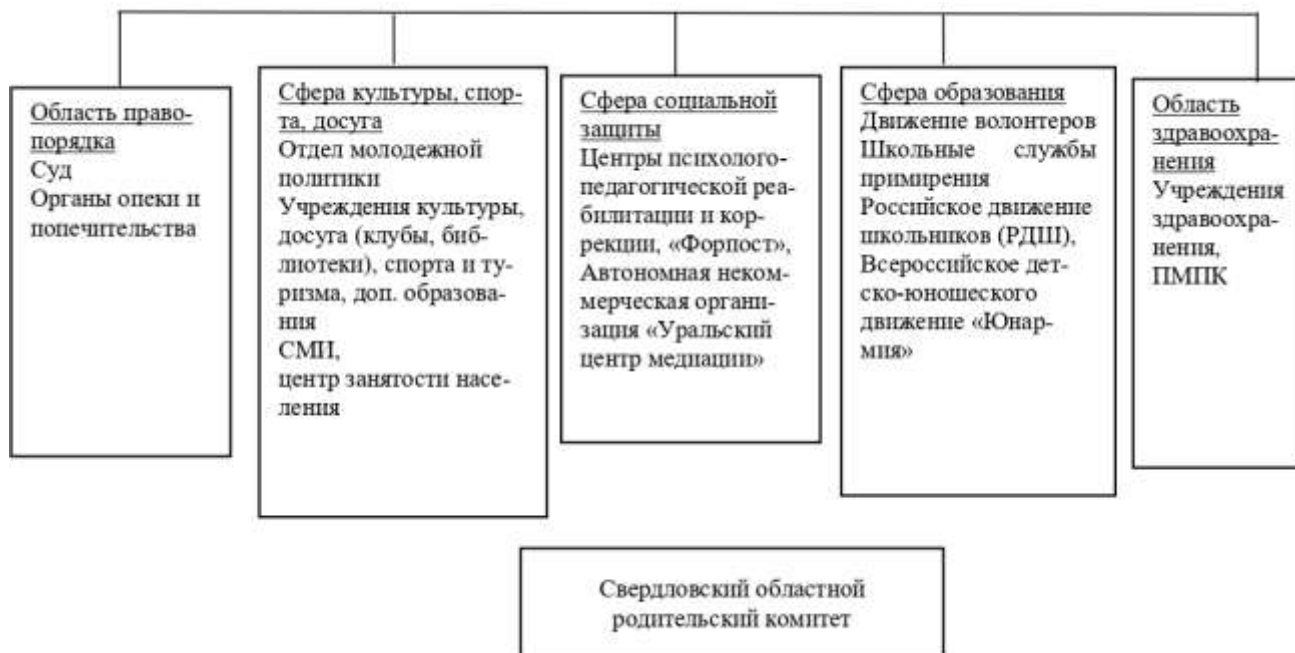 Область право-
порядка
Суд
Органы опеки и
попечительства
Сфера культуры, спор-
та, досуга
Отдел молодежной
политики
Учреждения культуры,
досуга (клубы, биб-
лиотеки), спорта и ту-
ризма, доп. образова-
ния
СМИ,
центр занятости насе-
ления
Сфера социальной
защиты
Центры психолого-
педагогической реа-
билитации и кор-
рекции, «Форпост»,
Автономная неком-
мерческая органи-
зация «Уральский
центр медиации»
Сфера образования
Движение волонтеров
Школьные службы
примирения
Российское движение
школьников (РДШ),
Всероссийское дет-
ско-юношеского
движение «Юнар-
мия»
Область
здравоохра-
нения
Учреждения
здравоохра-
нения,
ПМПК
Свердловский областной
родительский комитет